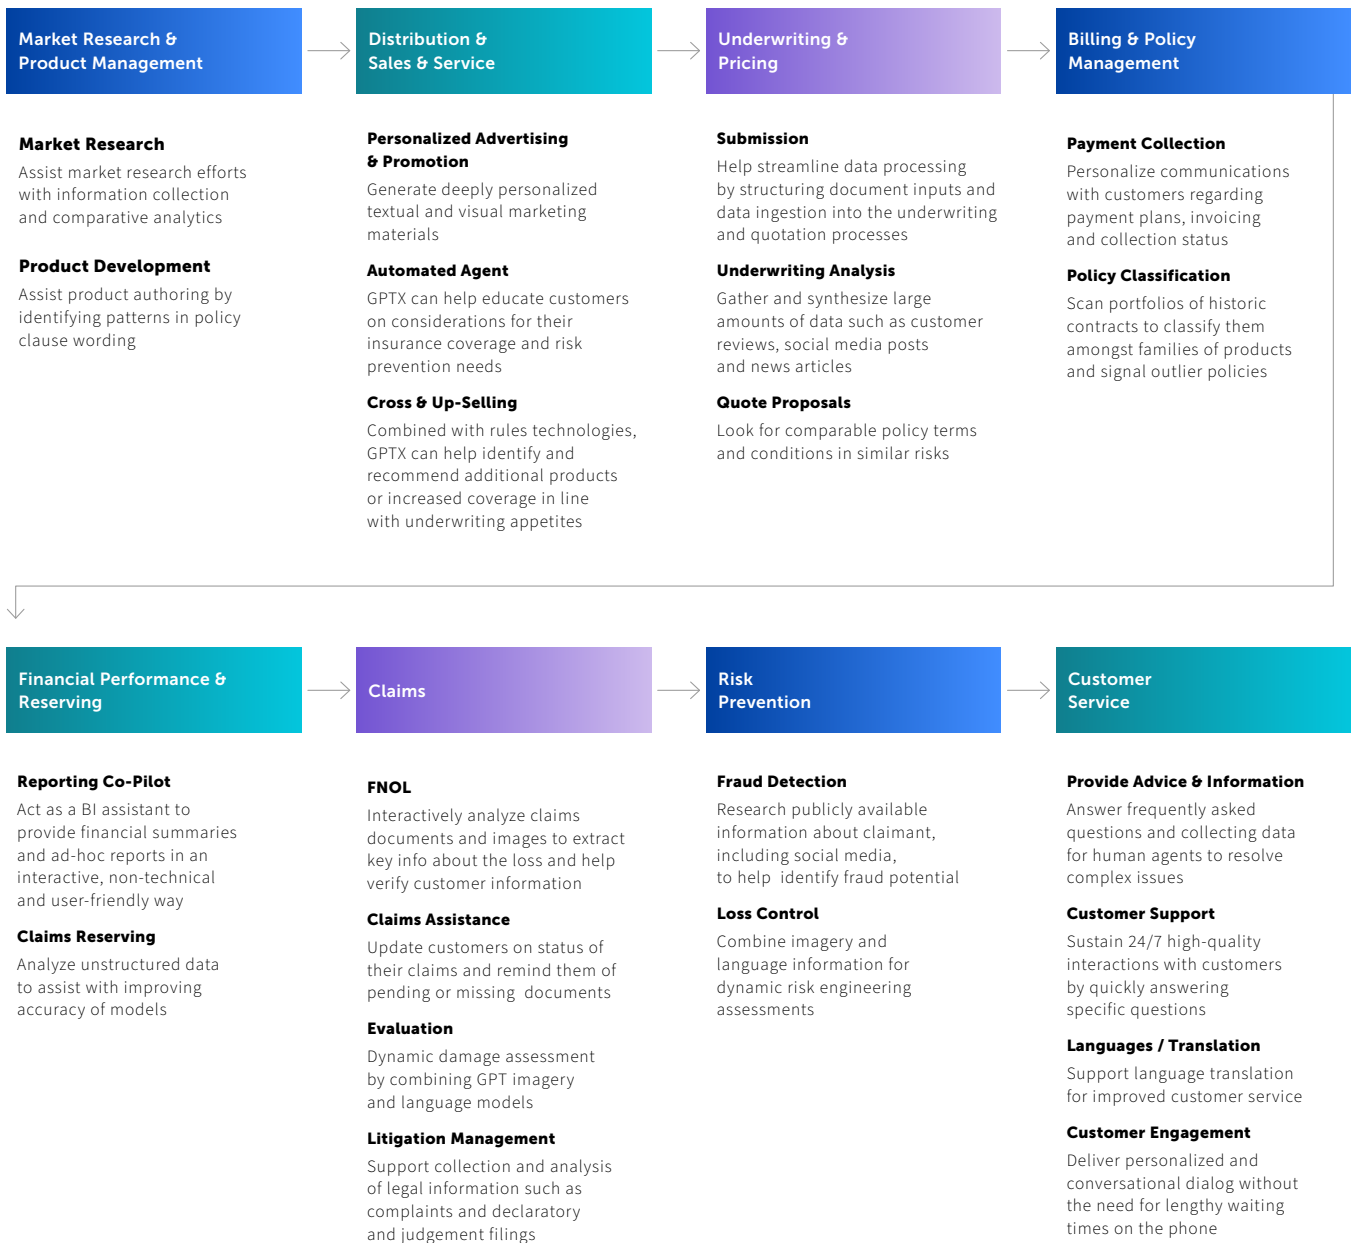 Market Research &
Product Management
Market Research
Assist market research efforts
with information collection
and comparative analytics
Product Development
Assist product authoring by
identifying patterns in policy
clause wording
Distribution &
Sales & Service
Personalized Advertising
& Promotion
Generate deeply personalized
textual and visual marketing
materials
Automated Agent
GPTX can help educate customers
on considerations for their
insurance coverage and risk
prevention needs
Cross & Up-Selling
Combined with rules technologies,
GPTX can help identify and
recommend additional products
or increased coverage in line
with underwriting appetites
Underwriting &
Pricing
Submission
Help streamline data processing
by structuring document inputs and
data ingestion into the underwriting
and quotation processes
Underwriting Analysis
Gather and synthesize large
amounts of data such as customer
reviews, social media posts
and news articles
Quote Proposals
Look for comparable policy terms
and conditions in similar risks
Billing & Policy
Management
Payment Collection
Personalize communications
with customers regarding
payment plans, invoicing
and collection status
Policy Classification
Scan portfolios of historic
contracts to classify them
amongst families of products
and signal outlier policies
Financial Performance &
Reserving
Reporting Co-Pilot
Act as a BI assistant to
provide financial summaries
and ad-hoc reports in an
interactive, non-technical
and user-friendly way
Claims Reserving
Analyze unstructured data
to assist with improving
accuracy of models
Claims
FNOL
Interactively analyze claims
documents and images to extract
key info about the loss and help
verify customer information
Claims Assistance
Update customers on status of
their claims and remind them of
pending or missing documents
Evaluation
Dynamic damage assessment
by combining GPT imagery
and language models
Litigation Management
Support collection and analysis
of legal information such as
complaints and declaratory
and judgement filings
Risk
Prevention
Fraud Detection
Research publicly available
information about claimant,
including social media,
to help identify fraud potential
Loss Control
Combine imagery and
language information for
dynamic risk engineering
assessments
Customer
Service
Provide Advice & Information
Answer frequently asked
questions and collecting data
for human agents to resolve
complex issues
Customer Support
Sustain 24/7 high-quality
interactions with customers
by quickly answering
specific questions
Languages / Translation
Support language translation
for improved customer service
Customer Engagement
Deliver personalized and
conversational dialog without
the need for lengthy waiting
times on the phone